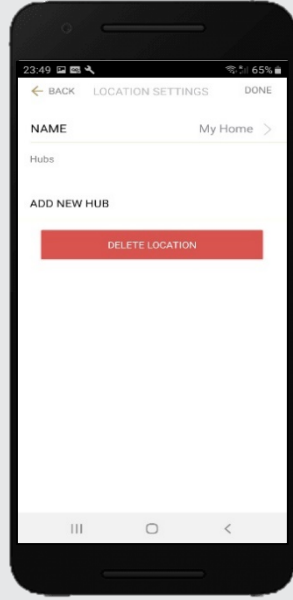 23:49 65%
BACK LOCATION SETTINGS DONE
NAME My Home
Hubs
ADD NEW HUB
DELETE LOCATION